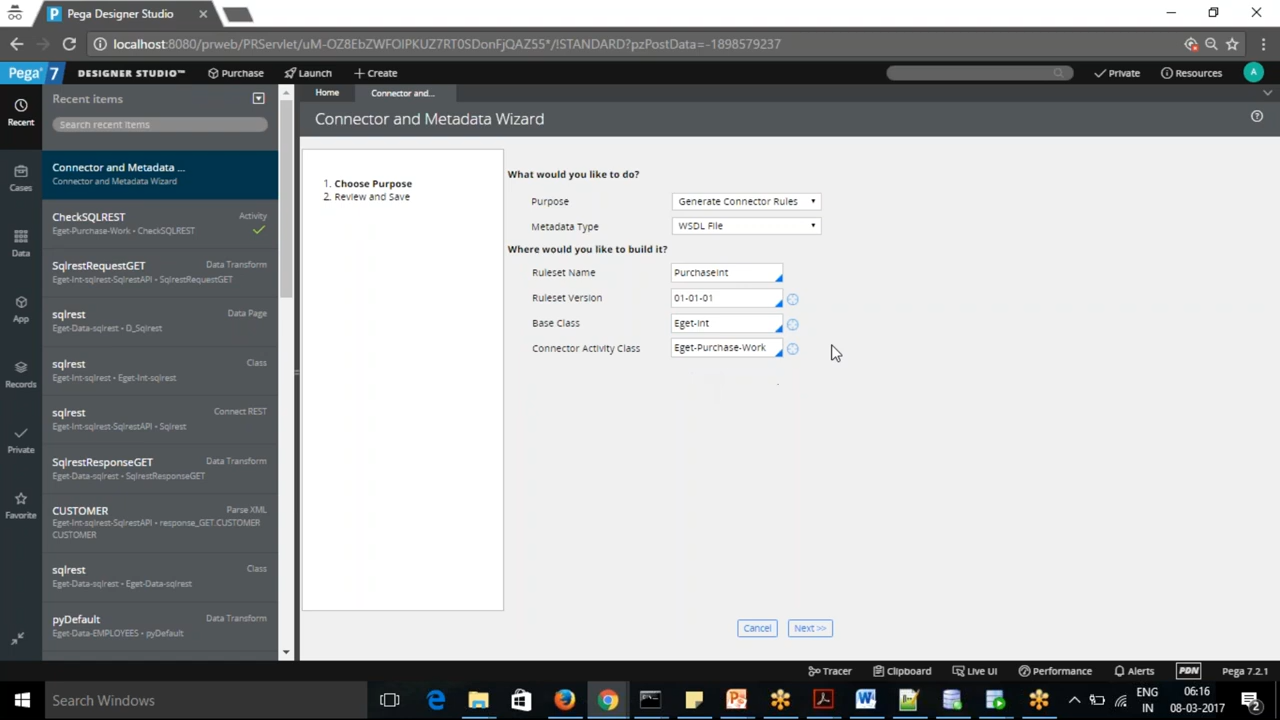 Pega Designer Studio
localhost:8080/prweb/PRServlet/uM-OZ8EbZWFOIPKUZ7RT0SDonFjQAZS5*/!STANDARD?pzPostData=-1898579237
Pega 7 DESIGNER STUDIO™ Purchase Launch Create Private Resources A
Recent
Cases
Data
App
Records
Private
Favorite
Recent items
Search recent items
Connector and Metadata ...
Connector and Metadata Wizard
CheckSQLREST Activity
Eget-Purchase-Work • CheckSQLREST
SqlrestRequestGET Data Transform
Eget-Int-sqlrest-SqlrestAPI • SqlrestRequestGET
sqlrest Data Page
Eget-Data-sqlrest • D_Sqlrest
sqlrest Class
Eget-Int-sqlrest • Eget-Int-sqlrest
sqlrest Connect REST
Eget-Int-sqlrest-SqlrestAPI • Sqlrest
SqlrestResponseGET Data Transform
Eget-Data-sqlrest • SqlrestResponseGET
CUSTOMER Parse XML
Eget-Int-sqlrest-SqlrestAPI • response_GET.CUSTOMER
CUSTOMER
sqlrest Class
Eget-Data-sqlrest • Eget-Data-sqlrest
pyDefault Data Transform
Eget-Data-EMPLOYEES • pyDefault
Home Connector and...
Connector and Metadata Wizard
1. Choose Purpose
2. Review and Save
What would you like to do?
Purpose Generate Connector Rules
Metadata Type WSDL File
Where would you like to build it?
Ruleset Name PurchaseInt
Ruleset Version 01-01-01
Base Class Eget-Int
Connector Activity Class Eget-Purchase-Work
Cancel Next >>
Tracer Clipboard Live UI Performance Alerts PDN Pega 7.2.1
Search Windows
ENG
IN
06:16
08-03-2017
2